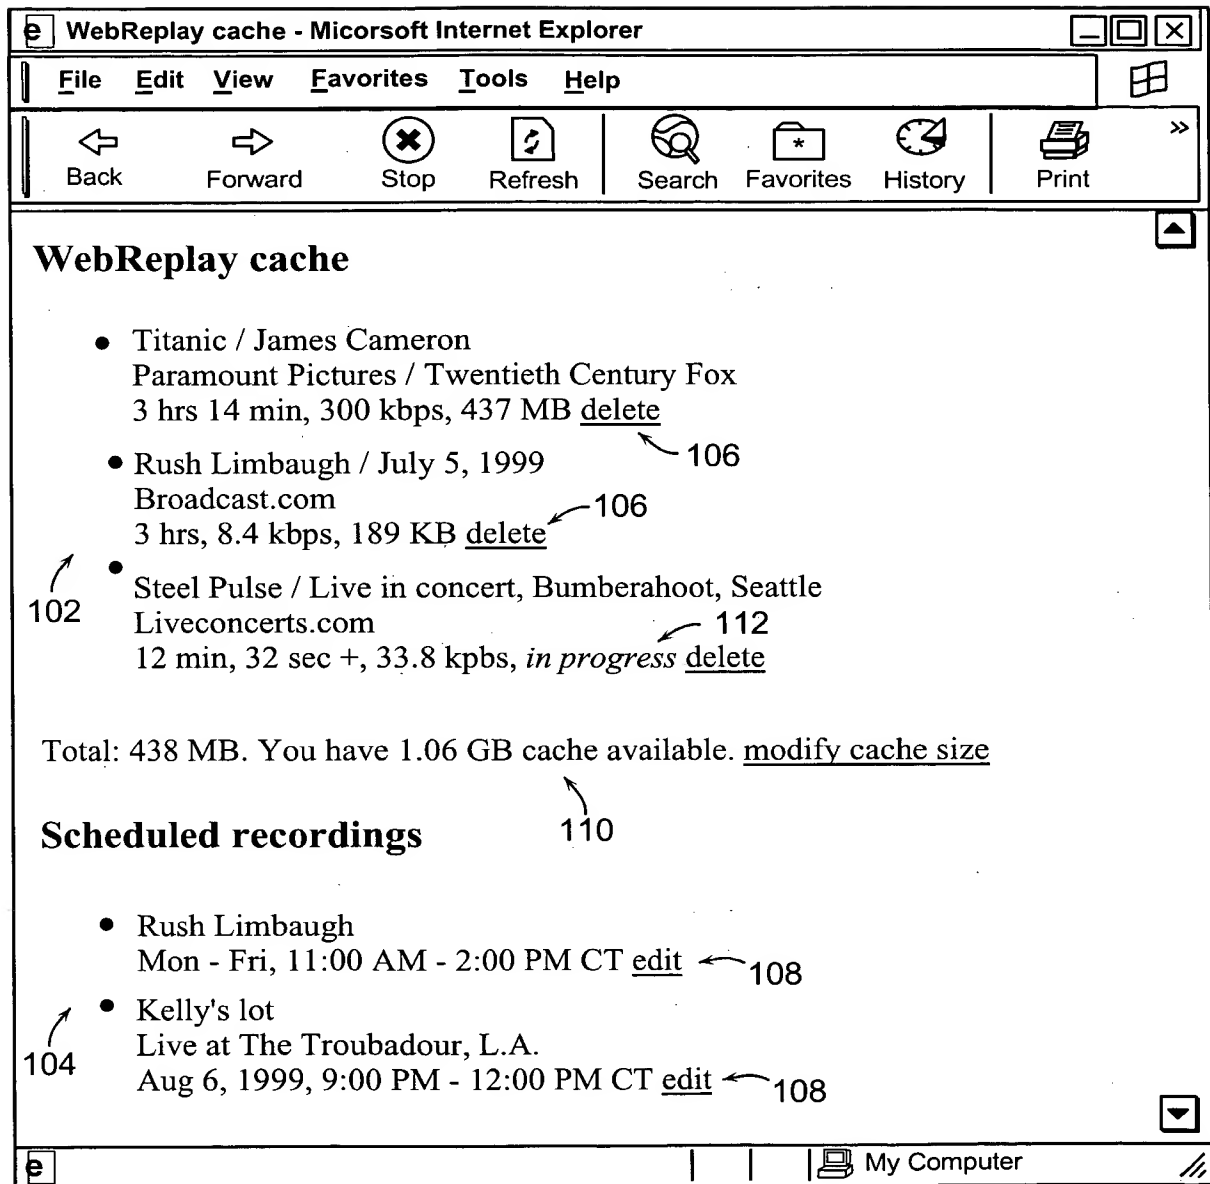 e WebReplay cache - Micorsoft Internet Explorer
File Edit View Favorites Tools Help
Back Forward Stop Refresh Search Favorites History Print »
WebReplay cache
• Titanic / James Cameron
Paramount Pictures / Twentieth Century Fox
3 hrs 14 min, 300 kbps, 437 MB delete
106
• Rush Limbaugh / July 5, 1999
Broadcast.com
106
3 hrs, 8.4 kbps, 189 KB delete
• Steel Pulse / Live in concert, Bumberahoot, Seattle
102
Liveconcerts.com
112
12 min, 32 sec +, 33.8 kpbs, in progress delete
Total: 438 MB. You have 1.06 GB cache available. modify cache size
110
Scheduled recordings
• Rush Limbaugh
Mon - Fri, 11:00 AM - 2:00 PM CT edit 108
• Kelly's lot
Live at The Troubadour, L.A.
104
Aug 6, 1999, 9:00 PM - 12:00 PM CT edit 108
e My Computer